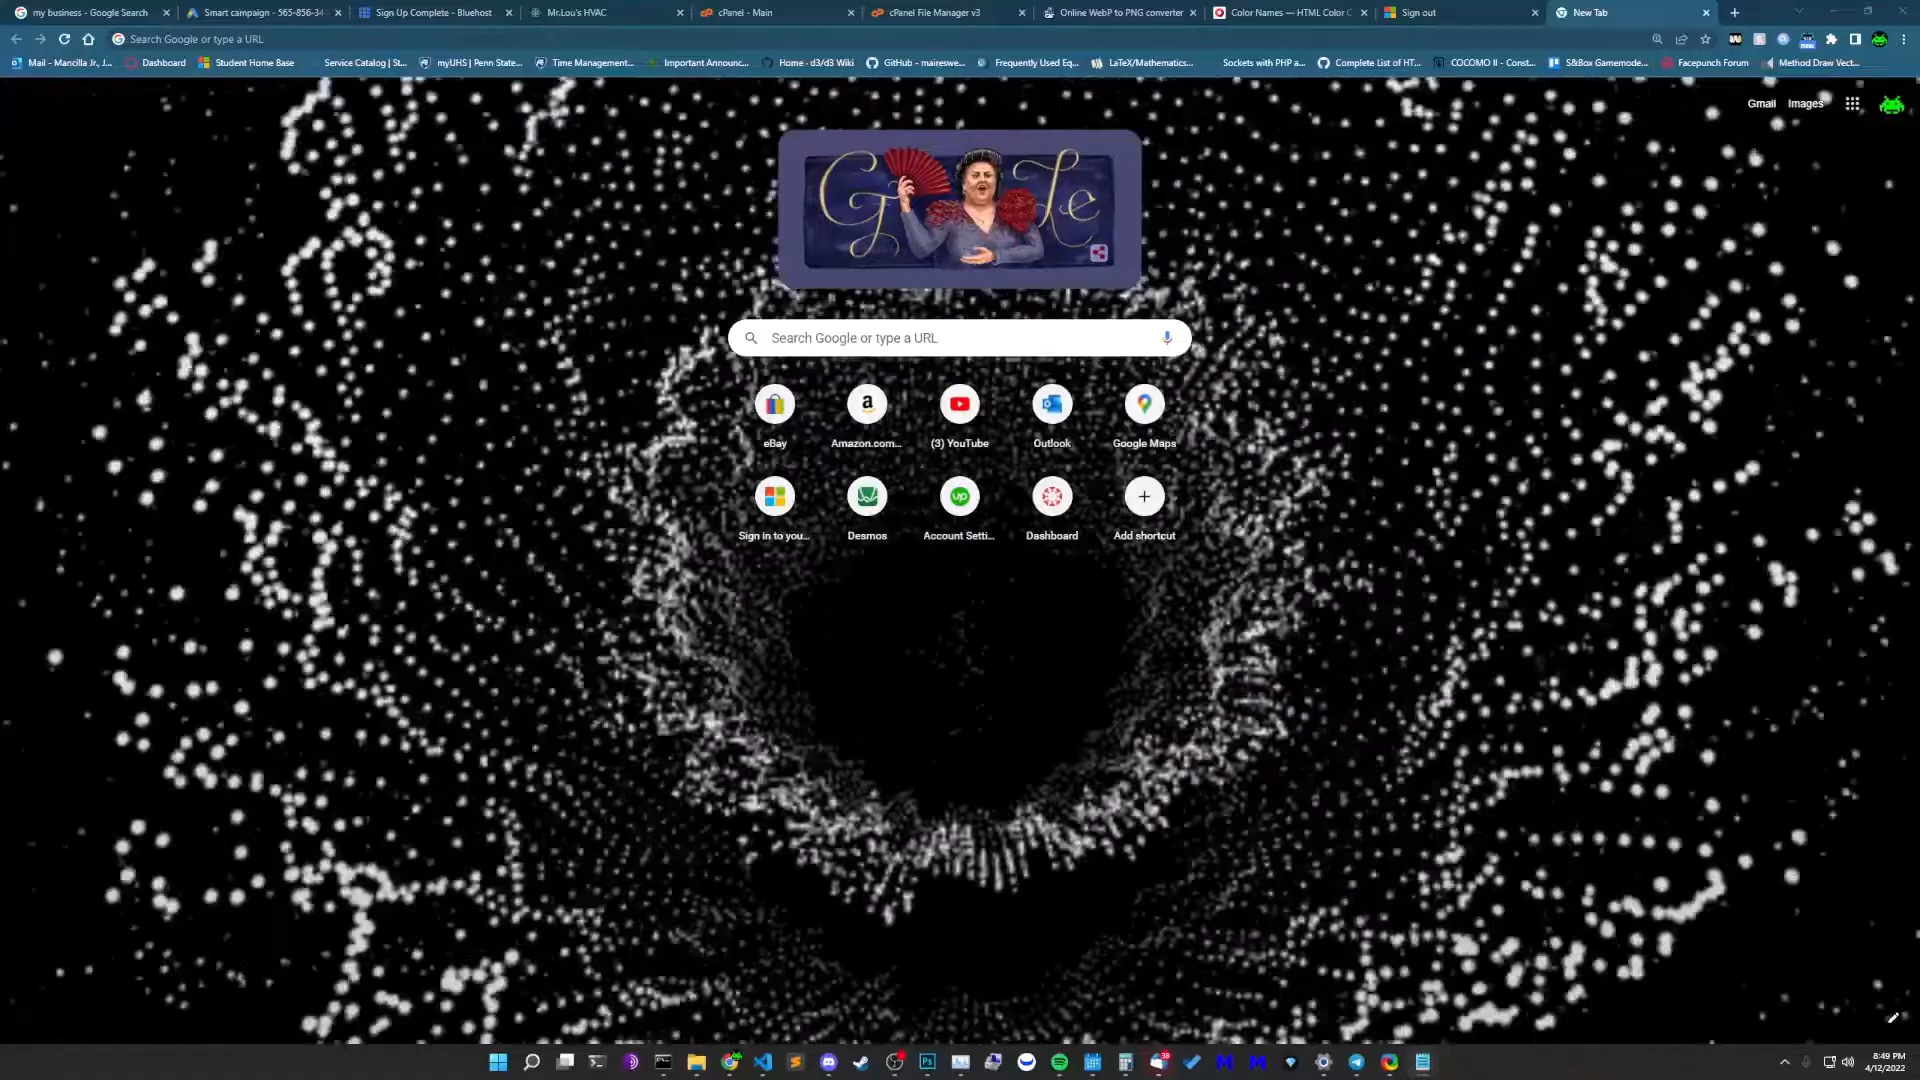 my business - Google Search
Smart campaign - 565-856-34
Sign Up Complete - Bluehost
Mr.Lou's HVAC
cPanel - Main
cPanel File Manager v3
Online WebP to PNG converter
Color Names — HTML Color C
Sign out
New Tab
Search Google or type a URL
Mail - Mancilla Jr., J...
Dashboard
Student Home Base
Service Catalog | St...
myUHS | Penn State...
Time Management...
Important Announc...
Home · d3/d3 Wiki
GitHub - maireswe...
Frequently Used Eq...
LaTeX/Mathematics...
Sockets with PHP a...
Complete List of HT...
COCOMO II - Const...
S&Box Gamemode...
Facepunch Forum
Method Draw Vect...
Gmail Images
Google
Search Google or type a URL
eBay Amazon.com... (3) YouTube Outlook Google Maps
Sign in to you... Desmos Account Setti... Dashboard Add shortcut
8:49 PM
4/12/2022